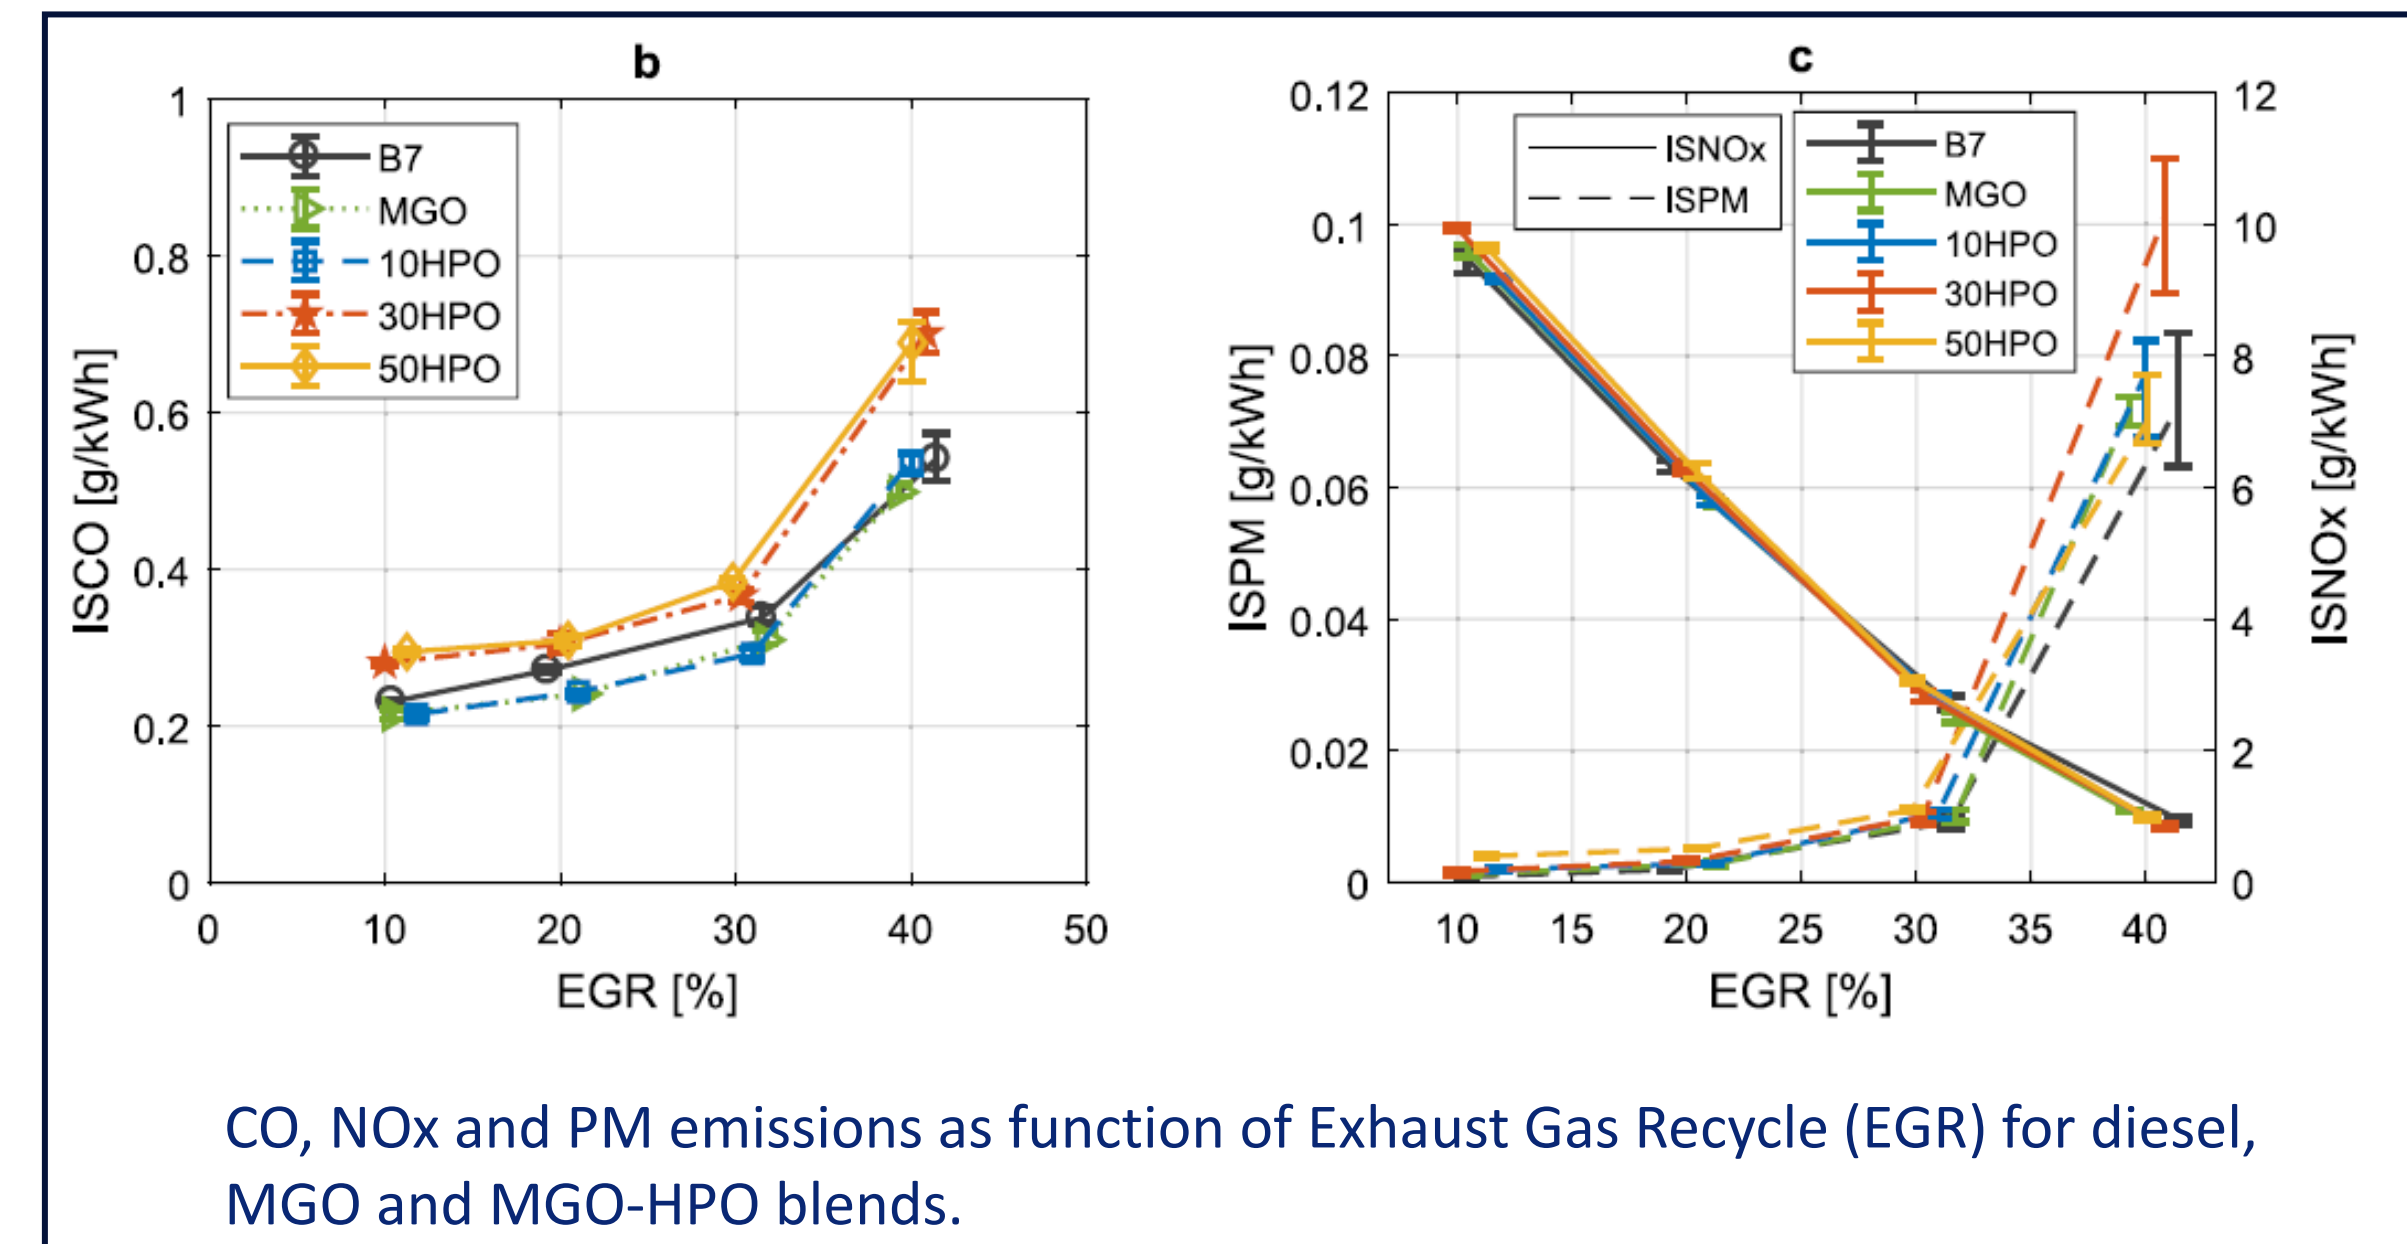 b
1
0.8
0.6
0.4
0.2
0
ISCO [g/kWh]
B7
MGO
10HPO
30HPO
50HPO
0 10 20 30 40 50
EGR [%]
c
0.12
0.1
0.08
0.06
0.04
0.02
0
ISPM [g/kWh]
ISNOx
ISPM
B7
MGO
10HPO
30HPO
50HPO
12
10
8
6
4
2
0
ISNOx [g/kWh]
10 15 20 25 30 35 40
EGR [%]
CO, NOx and PM emissions as function of Exhaust Gas Recycle (EGR) for diesel,
MGO and MGO-HPO blends.